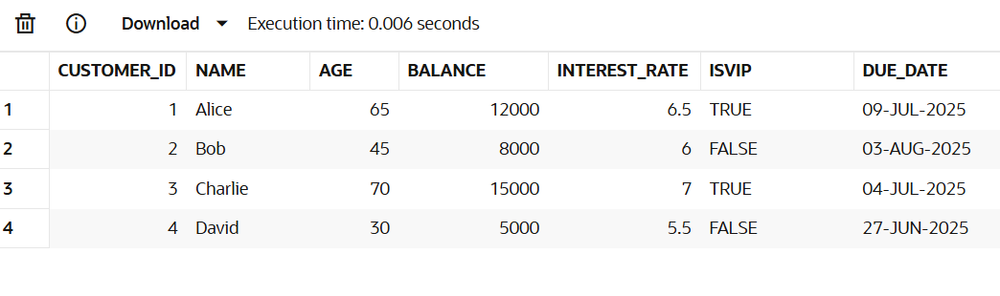 Download Execution time: 0.006 seconds
CUSTOMER_ID NAME AGE BALANCE INTEREST_RATE ISVIP DUE_DATE
1 1 Alice 65 12000 6.5 TRUE 09-JUL-2025
2 2 Bob 45 8000 6 FALSE 03-AUG-2025
3 3 Charlie 70 15000 7 TRUE 04-JUL-2025
4 4 David 30 5000 5.5 FALSE 27-JUN-2025